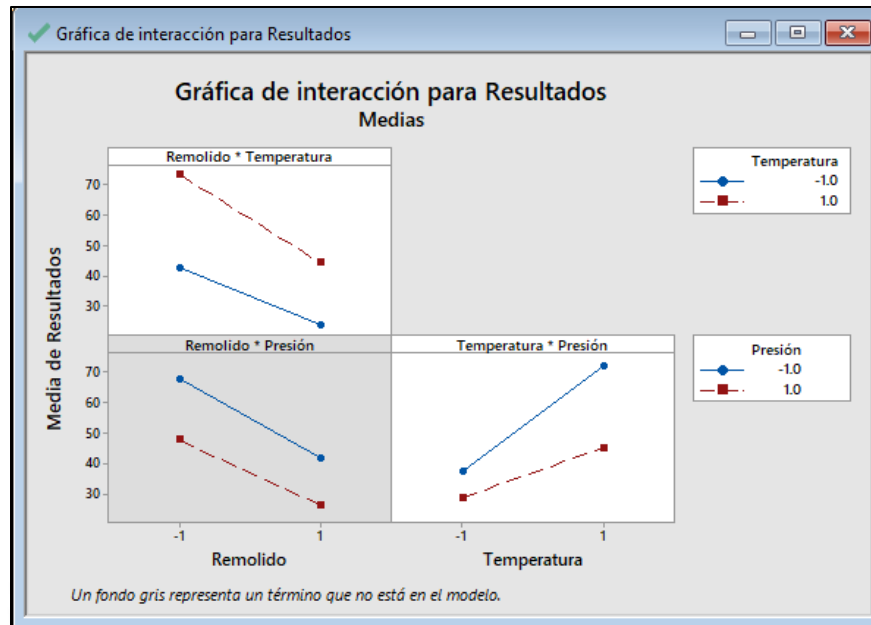 Gráfica de interacción para Resultados
Gráfica de interacción para Resultados
Medias
Remolido * Temperatura
70
60
50
40
30
Temperatura
-1.0
1.0
Media de Resultados
Remolido * Presión
Temperatura * Presión
70
60
50
40
30
Presión
-1.0
1.0
-1
1
-1
1
Remolido
Temperatura
Un fondo gris representa un término que no está en el modelo.